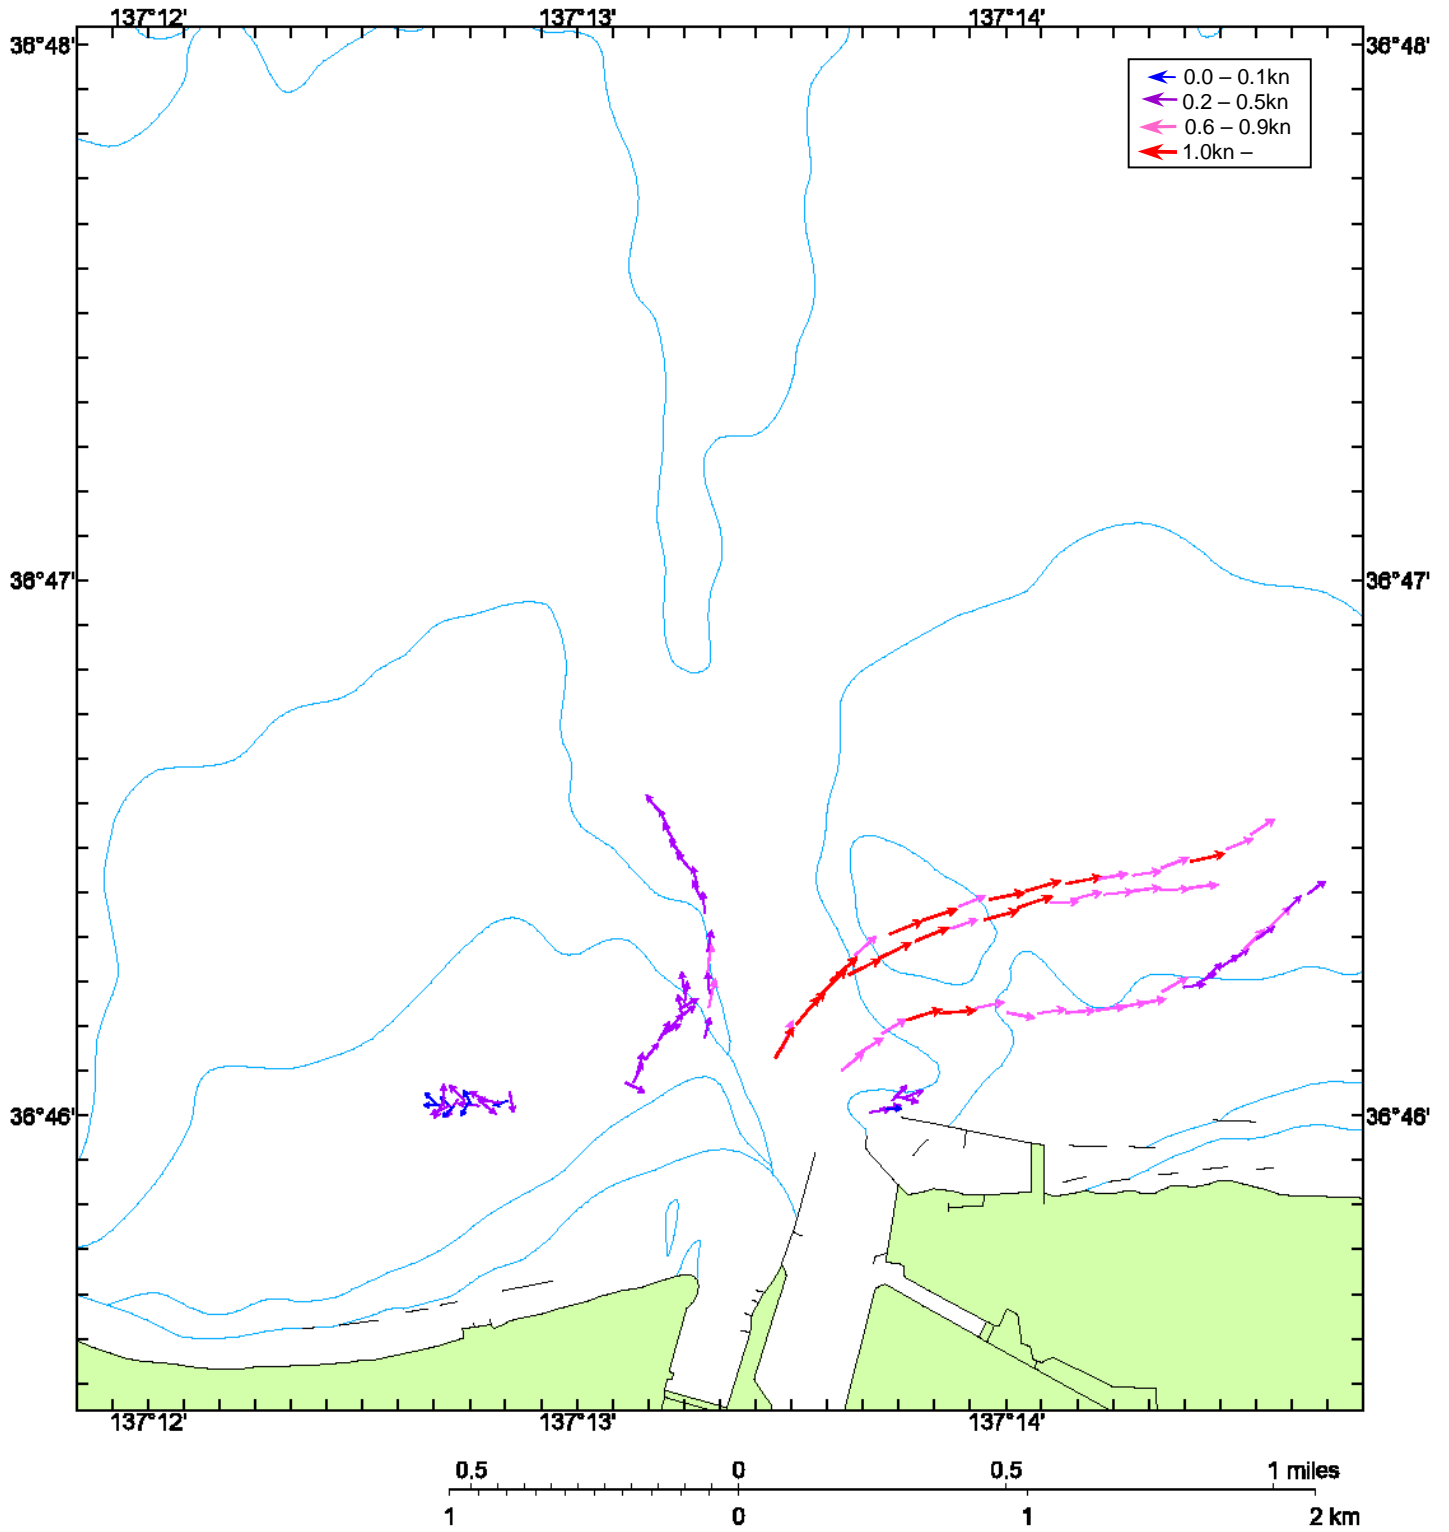 137°12' 137°13' 137°14'
36°48' 36°48'
0.0 – 0.1kn
0.2 – 0.5kn
0.6 – 0.9kn
1.0kn –
36°47' 36°47'
36°46' 36°46'
137°12' 137°13' 137°14'
0.5 0 0.5 1 miles
1 0 1 2 km